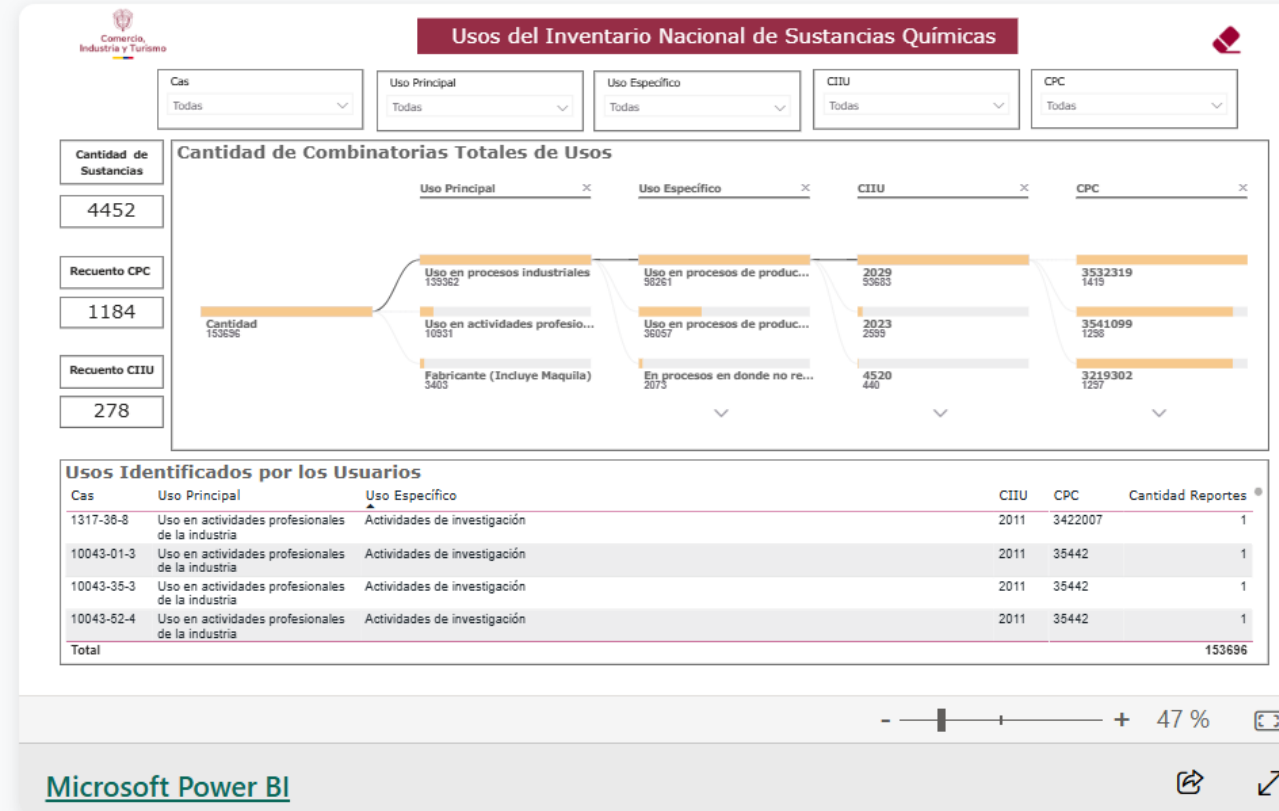 Comercio,
Industria y Turismo
Usos del Inventario Nacional de Sustancias Químicas
Cas
Todas
Uso Principal
Todas
Uso Específico
Todas
CIIU
Todas
CPC
Todas
Cantidad de
Sustancias
4452
Recuento CPC
1184
Recuento CIIU
278
Cantidad de Combinatorias Totales de Usos
Uso Principal
Uso Específico
CIIU
CPC
Cantidad
153696
Uso en procesos industriales
139362
Uso en actividades profesio...
10931
Fabricante (Incluye Maquila)
3403
Uso en procesos de produc...
98261
Uso en procesos de produc...
36057
En procesos en donde no re...
2073
2029
93683
2023
2599
4520
440
3532319
1419
3541099
1298
3219302
1297
Usos Identificados por los Usuarios
Cas Uso Principal Uso Específico CIIU CPC Cantidad Reportes
1317-36-8 Uso en actividades profesionales Actividades de investigación 2011 3422007 1
de la industria
10043-01-3 Uso en actividades profesionales Actividades de investigación 2011 35442 1
de la industria
10043-35-3 Uso en actividades profesionales Actividades de investigación 2011 35442 1
de la industria
10043-52-4 Uso en actividades profesionales Actividades de investigación 2011 35442 1
de la industria
Total 153696
- + 47 %
Microsoft Power BI